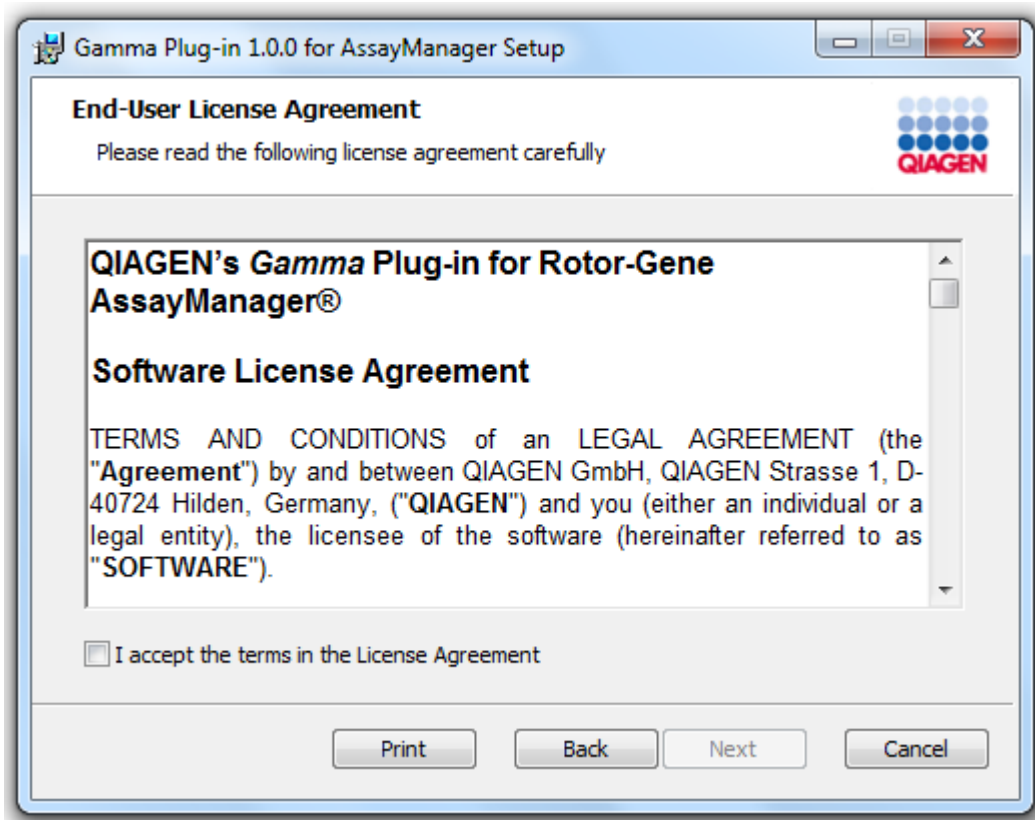 Gamma Plug-in 1.0.0 for AssayManager Setup
End-User License Agreement
Please read the following license agreement carefully
QIAGEN
QIAGEN’s Gamma Plug-in for Rotor-Gene
AssayManager®
Software License Agreement
TERMS AND CONDITIONS of an LEGAL AGREEMENT (the
"Agreement") by and between QIAGEN GmbH, QIAGEN Strasse 1, D-
40724 Hilden, Germany, ("QIAGEN") and you (either an individual or a
legal entity), the licensee of the software (hereinafter referred to as
"SOFTWARE").
I accept the terms in the License Agreement
Print Back Next Cancel